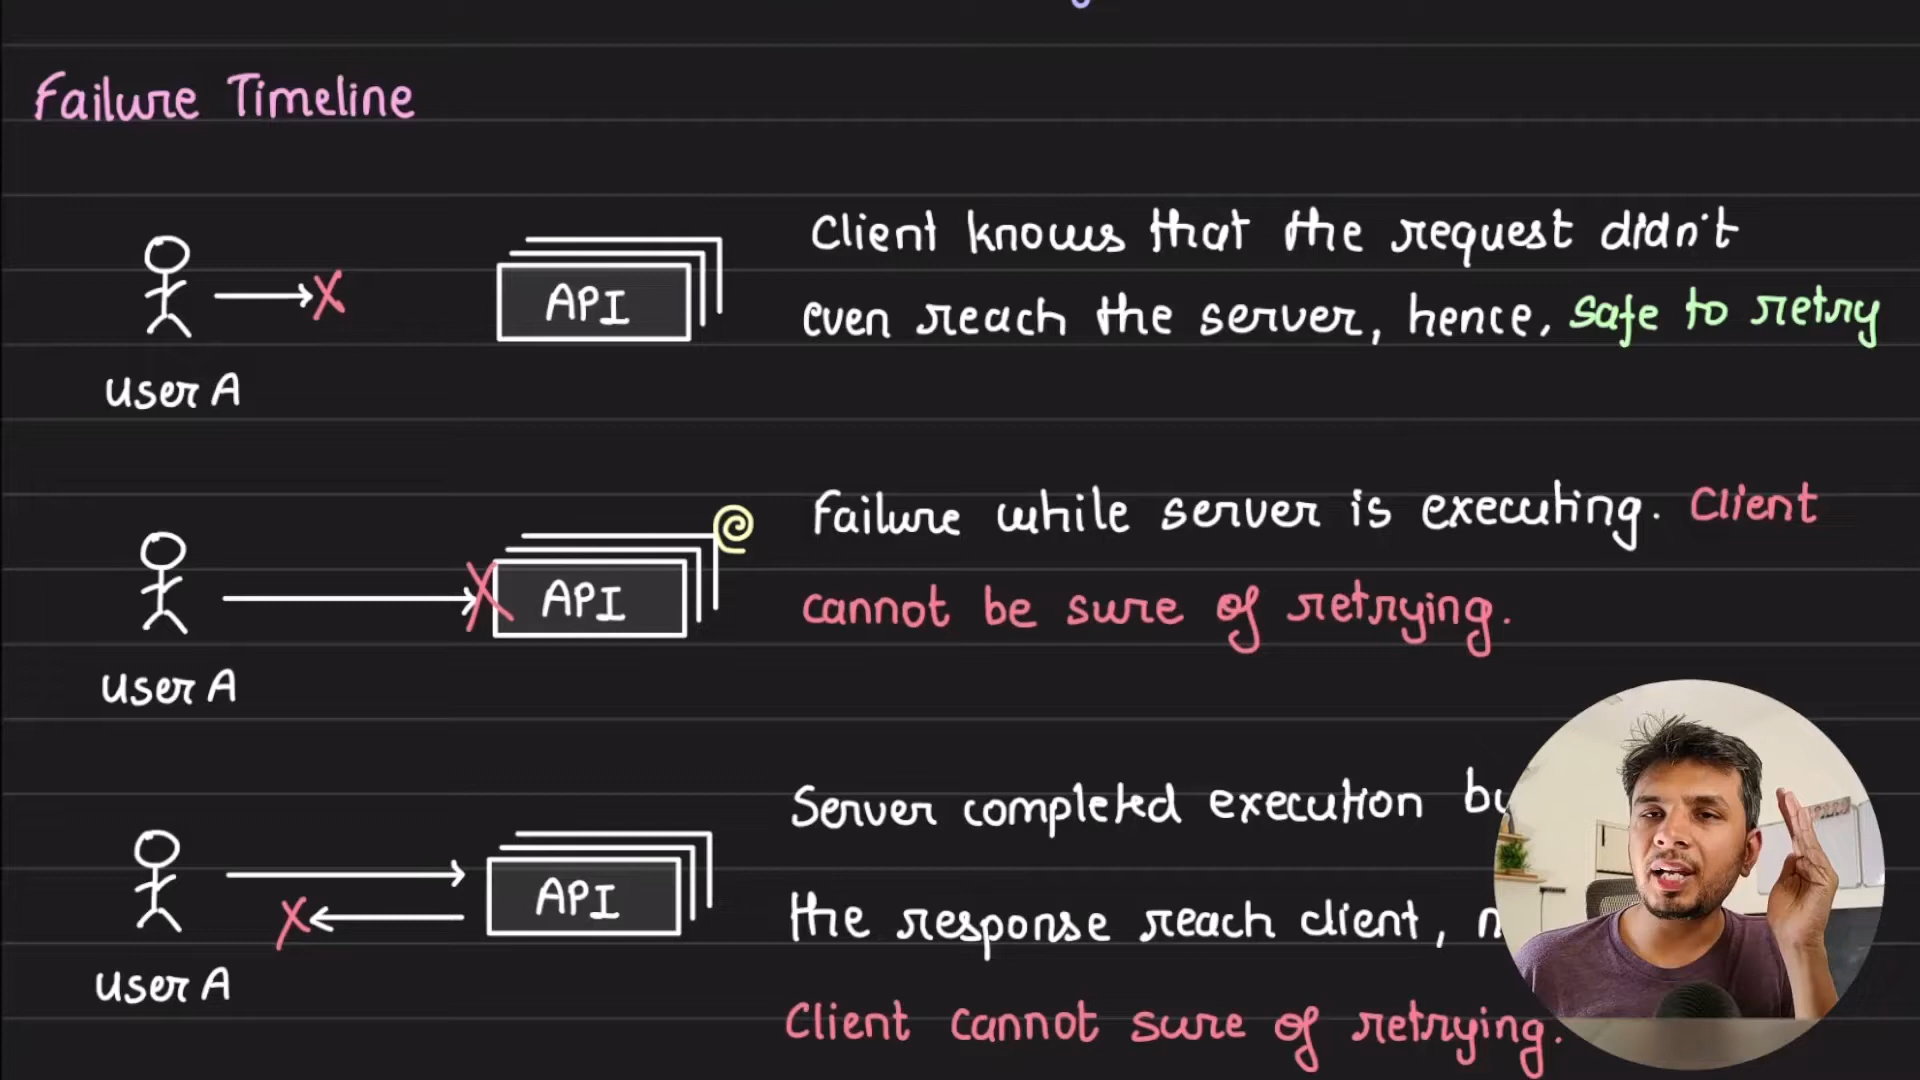 Failure Timeline
Client knows that the request didn't
even reach the server, hence, safe to retry
API
User A
Failure while server is executing. Client
cannot be sure of retrying.
API
User A
Server completed execution
the response reach client,
API
User A
Client cannot sure of retrying.